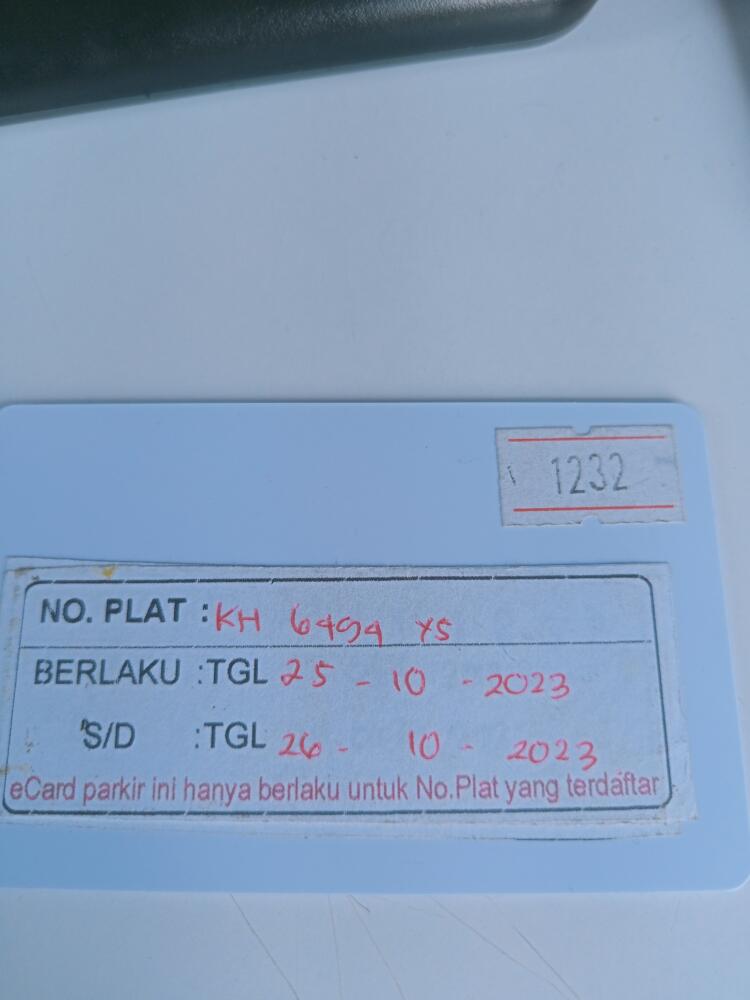 1232
NO. PLAT : KH 6494 YS
BERLAKU : TGL 25 - 10 - 2023
S/D : TGL 26 - 10 - 2023
eCard parkir ini hanya berlaku untuk No.Plat yang terdaftar